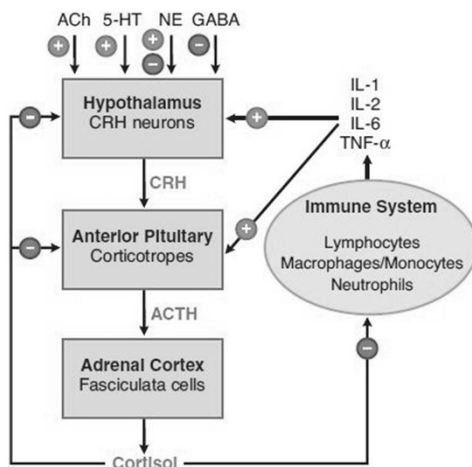 ACh 5-HT NE GABA
+ + + − −
Hypothalamus
CRH neurons
− +
IL-1
IL-2
IL-6
TNF-α
CRH
Anterior Pituitary
Corticotropes
− +
Immune System
Lymphocytes
Macrophages/Monocytes
Neutrophils
ACTH
Adrenal Cortex
Fasciculata cells
−
Cortisol